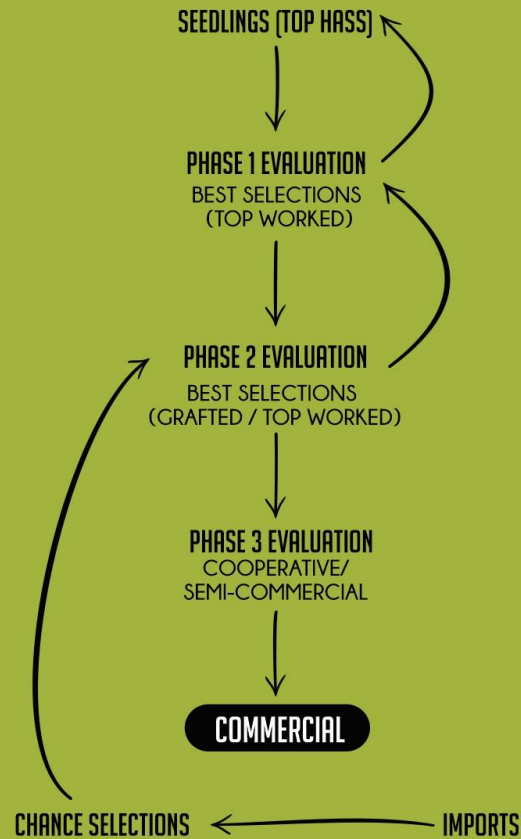 SEEDLINGS (TOP HASS)
PHASE 1 EVALUATION
BEST SELECTIONS
(TOP WORKED)
PHASE 2 EVALUATION
BEST SELECTIONS
(GRAFTED / TOP WORKED)
PHASE 3 EVALUATION
COOPERATIVE/
SEMI-COMMERCIAL
COMMERCIAL
CHANCE SELECTIONS
IMPORTS